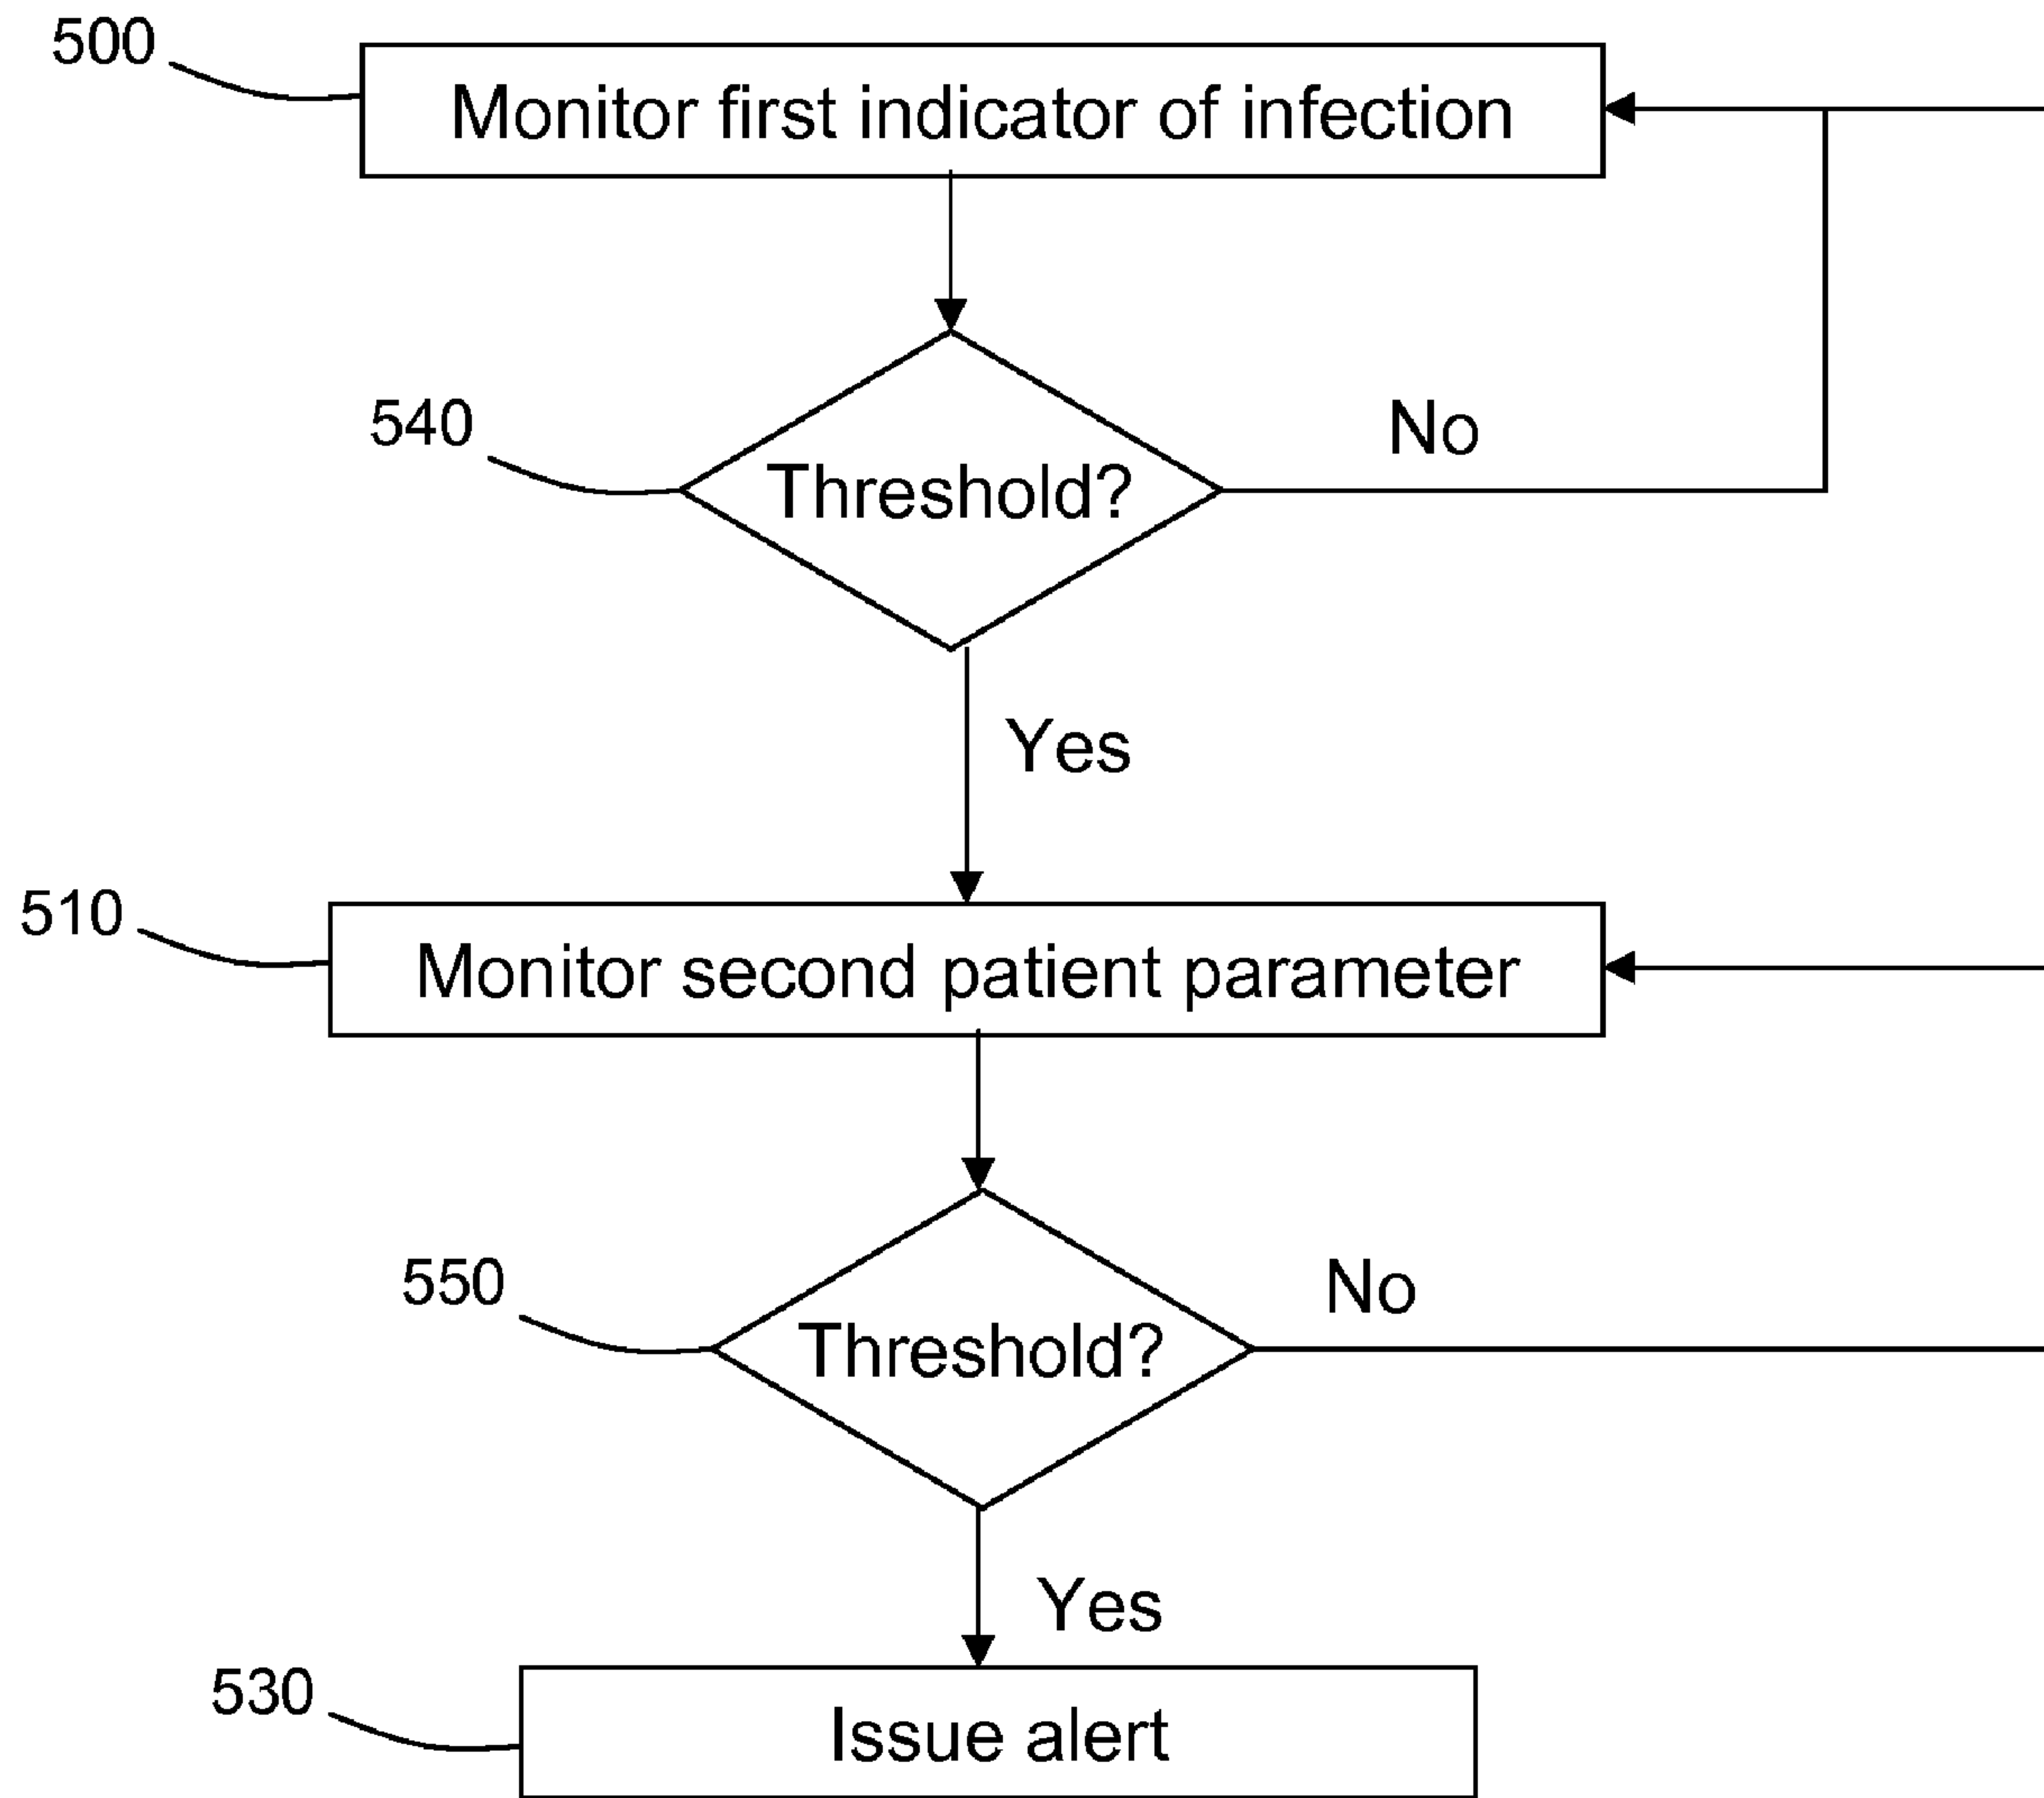 500
Monitor first indicator of infection
540
Threshold?
No
Yes
510
Monitor second patient parameter
550
Threshold?
No
Yes
530
Issue alert